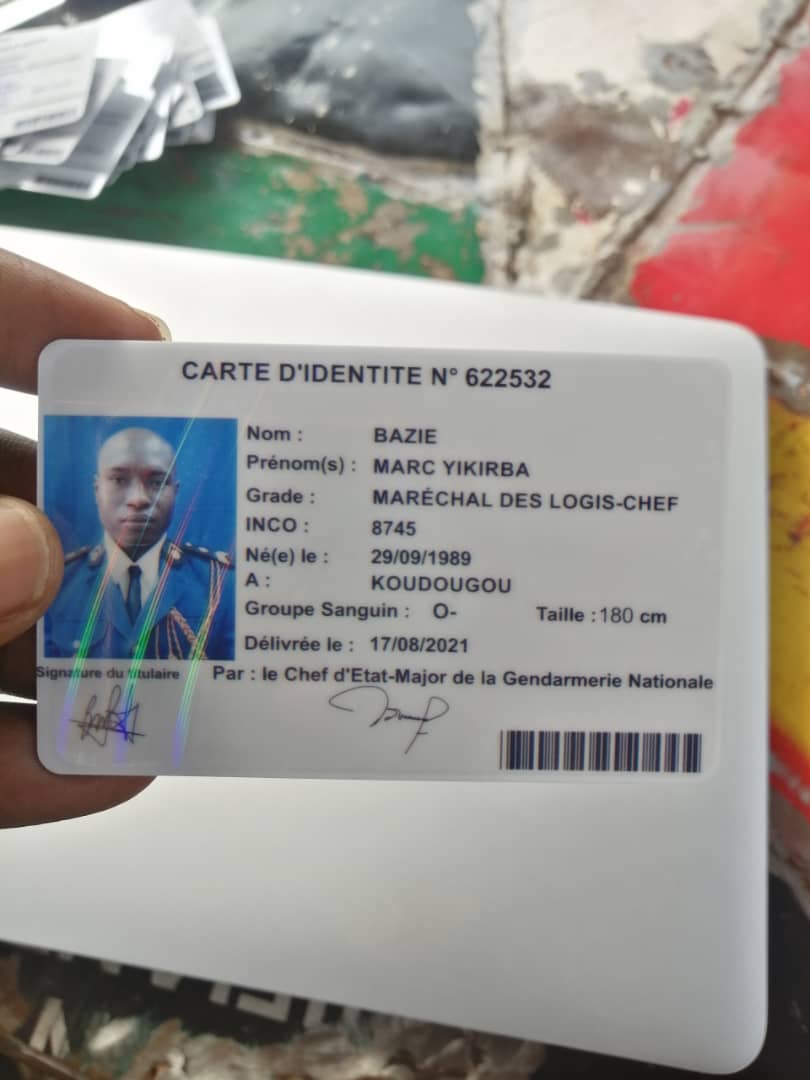 CARTE D'IDENTITE N° 622532
Nom : BAZIE
Prénom(s) : MARC YIKIRBA
Grade : MARÉCHAL DES LOGIS-CHEF
INCO : 8745
Né(e) le : 29/09/1989
A : KOUDOUGOU
Groupe Sanguin : O- Taille : 180 cm
Délivrée le : 17/08/2021
Signature du titulaire Par : le Chef d'Etat-Major de la Gendarmerie Nationale